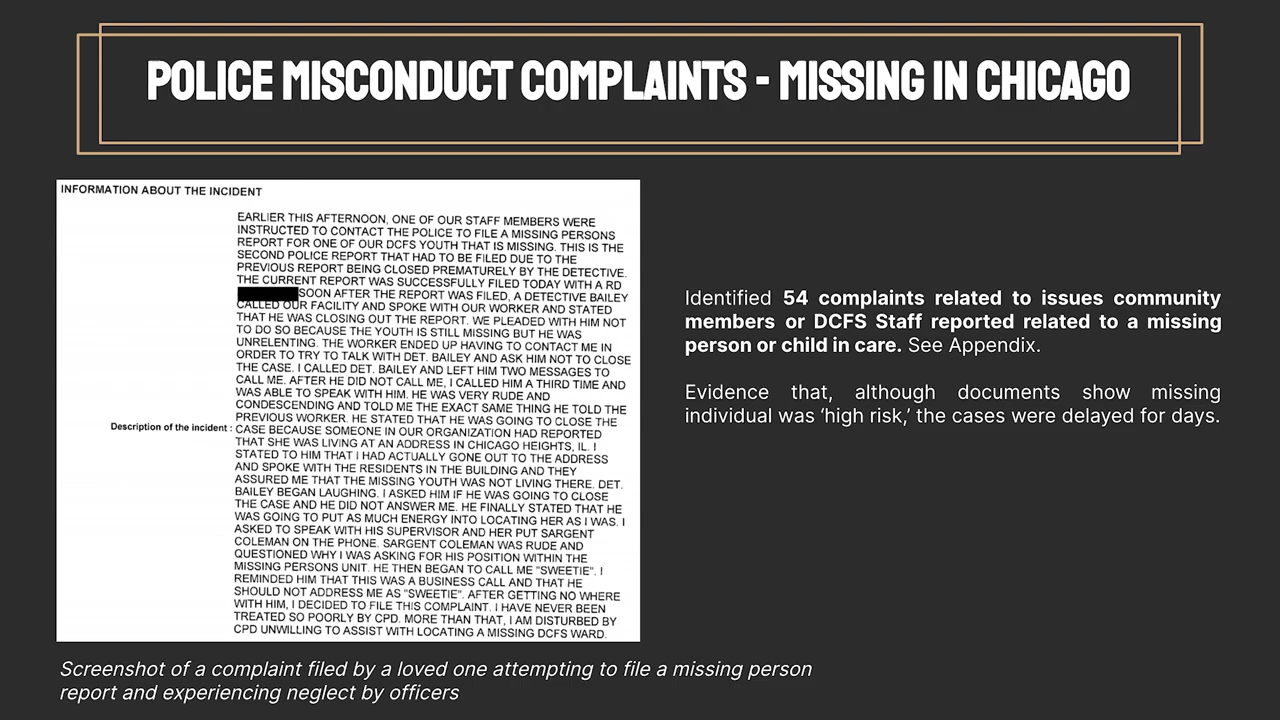 POLICE MISCONDUCT COMPLAINTS - MISSING IN CHICAGO
INFORMATION ABOUT THE INCIDENT
EARLIER THIS AFTERNOON, ONE OF OUR STAFF MEMBERS WERE
INSTRUCTED TO CONTACT THE POLICE TO FILE A MISSING PERSONS
REPORT FOR ONE OF OUR DCFS YOUTH THAT IS MISSING. THIS IS THE
SECOND POLICE REPORT THAT HAD TO BE FILED DUE TO THE
PREVIOUS REPORT BEING CLOSED PREMATURELY BY THE DETECTIVE.
THE CURRENT REPORT WAS SUCCESSFULLY FILED TODAY WITH A RD
SOON AFTER THE REPORT WAS FILED, A DETECTIVE BAILEY
CALLED OUR FACILITY AND SPOKE WITH OUR WORKER AND STATED
THAT HE WAS CLOSING OUT THE REPORT. WE PLEADED WITH HIM NOT
TO DO SO BECAUSE THE YOUTH IS STILL MISSING BUT HE WAS
UNRELENTING. THE WORKER ENDED UP HAVING TO CONTACT ME IN
ORDER TO TRY TO TALK WITH DET. BAILEY AND ASK HIM NOT TO CLOSE
THE CASE. I CALLED DET. BAILEY AND LEFT HIM TWO MESSAGES TO
CALL ME. AFTER HE DID NOT CALL ME, I CALLED HIM A THIRD TIME AND
WAS ABLE TO SPEAK WITH HIM. HE WAS VERY RUDE AND
CONDESCENDING AND TOLD ME THE EXACT SAME THING HE TOLD THE
PREVIOUS WORKER. HE STATED THAT HE WAS GOING TO CLOSE THE
Description of the incident : CASE BECAUSE SOMEONE IN OUR ORGANIZATION HAD REPORTED
THAT SHE WAS LIVING AT AN ADDRESS IN CHICAGO HEIGHTS, IL. I
STATED TO HIM THAT I HAD ACTUALLY GONE OUT TO THE ADDRESS
AND SPOKE WITH THE RESIDENTS IN THE BUILDING AND THEY
ASSURED ME THAT THE MISSING YOUTH WAS NOT LIVING THERE. DET.
BAILEY BEGAN LAUGHING. I ASKED HIM IF HE WAS GOING TO CLOSE
THE CASE AND HE DID NOT ANSWER ME. HE FINALLY STATED THAT HE
WAS GOING TO PUT AS MUCH ENERGY INTO LOCATING HER AS I WAS. I
ASKED TO SPEAK WITH HIS SUPERVISOR AND HER PUT SARGENT
COLEMAN ON THE PHONE. SARGENT COLEMAN WAS RUDE AND
QUESTIONED WHY I WAS ASKING FOR HIS POSITION WITHIN THE
MISSING PERSONS UNIT. HE THEN BEGAN TO CALL ME "SWEETIE". I
REMINDED HIM THAT THIS WAS A BUSINESS CALL AND THAT HE
SHOULD NOT ADDRESS ME AS "SWEETIE". AFTER GETTING NO WHERE
WITH HIM, I DECIDED TO FILE THIS COMPLAINT. I HAVE NEVER BEEN
TREATED SO POORLY BY CPD. MORE THAN THAT, I AM DISTURBED BY
CPD UNWILLING TO ASSIST WITH LOCATING A MISSING DCFS WARD.
Identified 54 complaints related to issues community
members or DCFS Staff reported related to a missing
person or child in care. See Appendix.
Evidence that, although documents show missing
individual was ‘high risk,’ the cases were delayed for days.
Screenshot of a complaint filed by a loved one attempting to file a missing person
report and experiencing neglect by officers